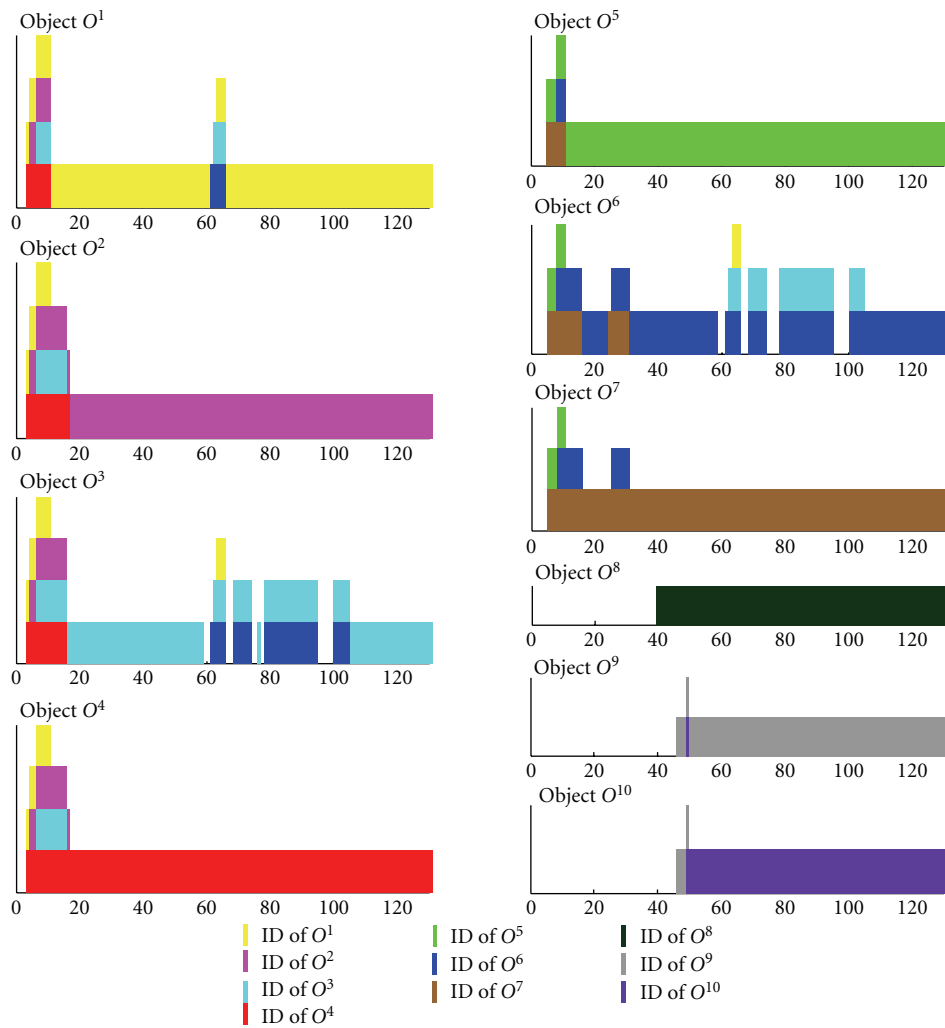 Object O¹
0 20 40 60 80 100 120
Object O²
0 20 40 60 80 100 120
Object O³
0 20 40 60 80 100 120
Object O⁴
0 20 40 60 80 100 120
Object O⁵
0 20 40 60 80 100 120
Object O⁶
0 20 40 60 80 100 120
Object O⁷
0 20 40 60 80 100 120
Object O⁸
0 20 40 60 80 100 120
Object O⁹
0 20 40 60 80 100 120
Object O¹⁰
0 20 40 60 80 100 120
ID of O¹
ID of O²
ID of O³
ID of O⁴
ID of O⁵
ID of O⁶
ID of O⁷
ID of O⁸
ID of O⁹
ID of O¹⁰